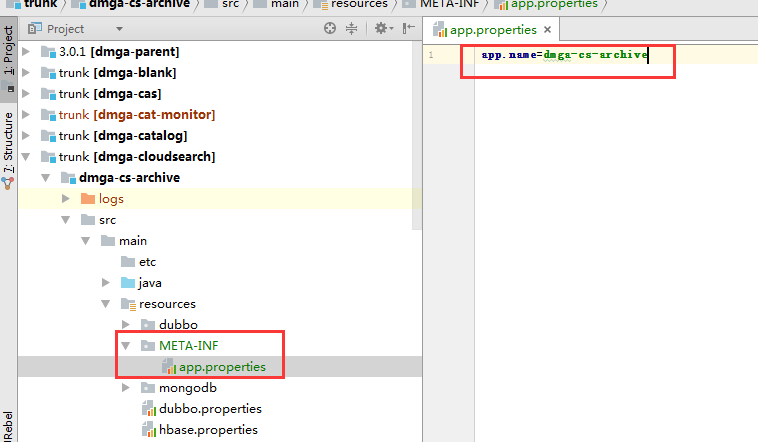 trunk dmga-cs-archive src main resources META-INF app.properties
1: Project
7: Structure
JRebel
Project
3.0.1 [dmga-parent]
trunk [dmga-blank]
trunk [dmga-cas]
trunk [dmga-cat-monitor]
trunk [dmga-catalog]
trunk [dmga-cloudsearch]
dmga-cs-archive
logs
src
main
etc
java
resources
dubbo
META-INF
app.properties
mongodb
dubbo.properties
hbase.properties
app.properties
1 app.name=dmga-cs-archive